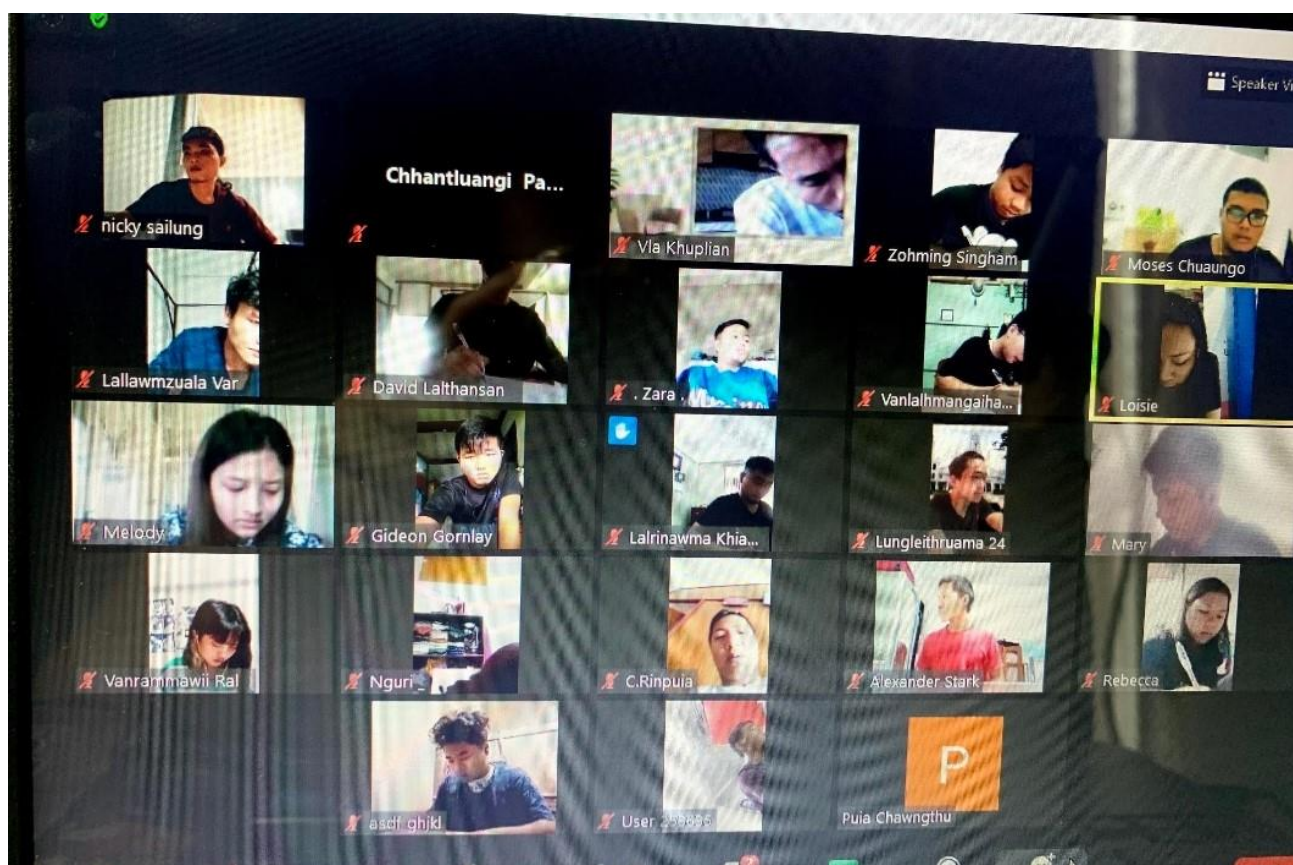 Speaker Vi
nicky sailung
Chhantluangi Pa...
Vla Khuplian
Zohming Singham
Moses Chuaungo
Lallawmzuala Var
David Lalthansan
. Zara .
Vanlalhmangaiha...
Loisie
Melody
Gideon Gornlay
Lalrinawma Khia...
Lungleithruama 24
Mary
Vanrammawii Ral
Nguri_
C.Rinpuia
Alexander Stark
Rebecca
asdf ghjkl
User
P
Puia Chawngthu